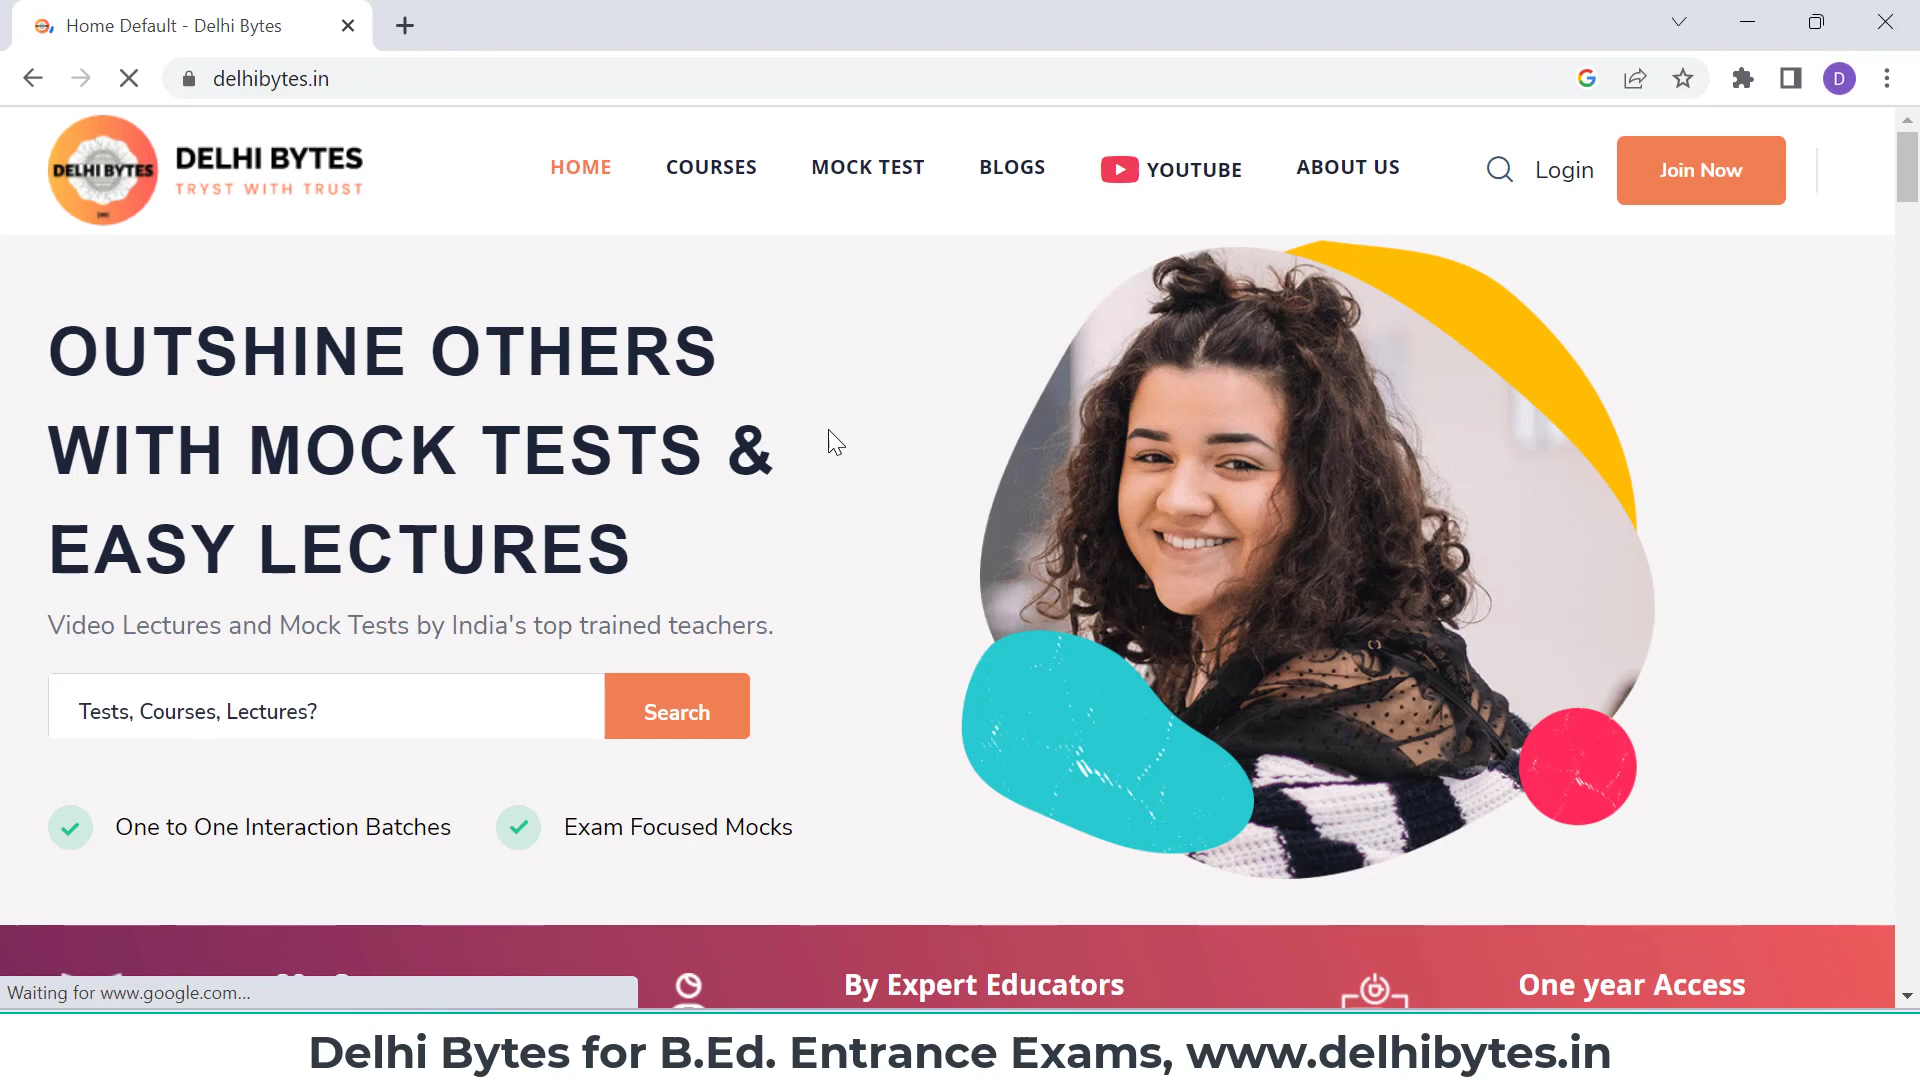 Home Default - Delhi Bytes
delhibytes.in
D
DELHI BYTES
DELHI BYTES
TRYST WITH TRUST
HOME
COURSES
MOCK TEST
BLOGS
YOUTUBE
ABOUT US
Login
Join Now
OUTSHINE OTHERS
WITH MOCK TESTS &
EASY LECTURES
Video Lectures and Mock Tests by India's top trained teachers.
Tests, Courses, Lectures?
Search
One to One Interaction Batches
Exam Focused Mocks
By Expert Educators
One year Access
Waiting for www.google.com...
Delhi Bytes for B.Ed. Entrance Exams, www.delhibytes.in